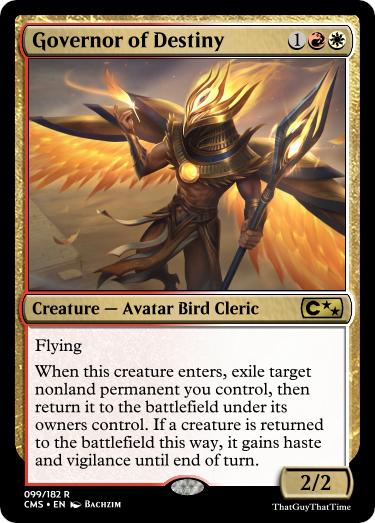 Governor of Destiny 1
Creature — Avatar Bird Cleric C
Flying
When this creature enters, exile target
nonland permanent you control, then
return it to the battlefield under its
owners control. If a creature is returned
to the battlefield this way, it gains haste
and vigilance until end of turn.
2/2
099/182 R
CMS • EN Bachzim
ThatGuyThatTime